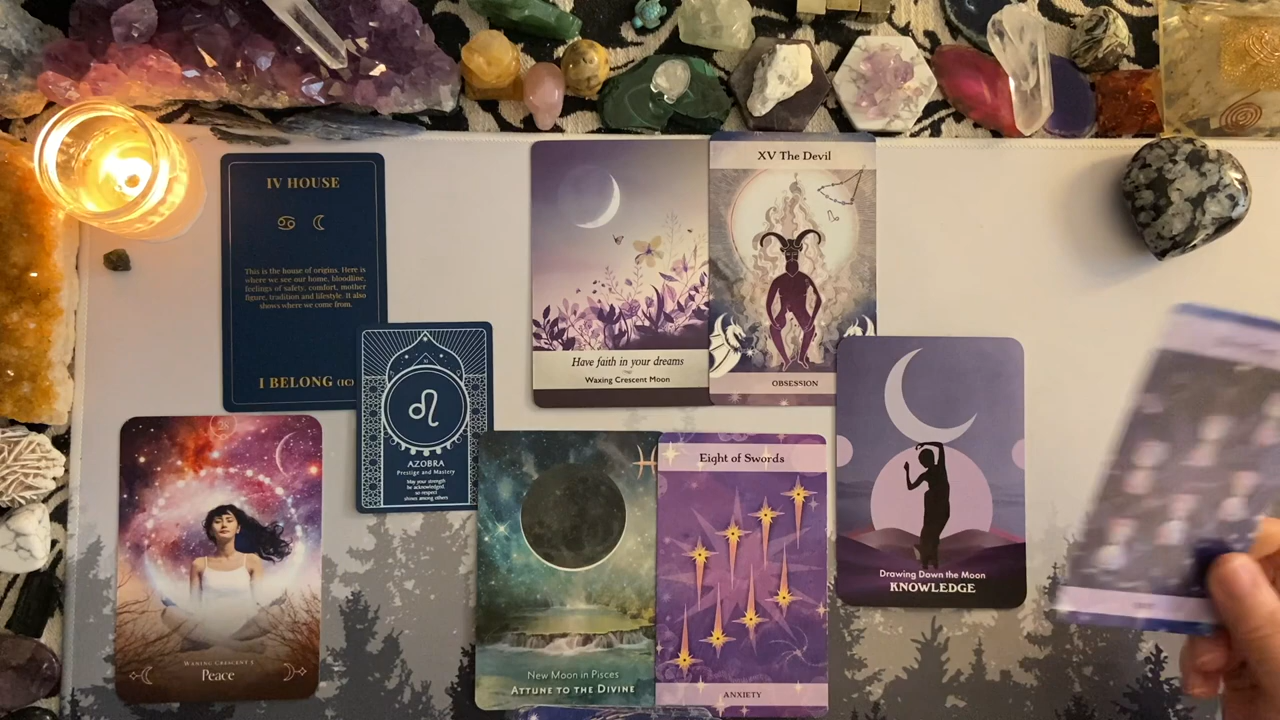 IV HOUSE
This is the house of origins. Here is
where we see our home, bloodline,
feelings of safety, comfort, mother
figure, tradition and lifestyle. It also
shows where we come from.
I BELONG (IC)
AZOBRA
Prestige and Mastery
May your strength
be acknowledged,
so respect
shows among others
WANING CRESCENT
Peace
Have faith in your dreams
Waxing Crescent Moon
XV The Devil
OBSESSION
New Moon in Pisces
ATTUNE TO THE DIVINE
Eight of Swords
ANXIETY
Drawing Down the Moon
KNOWLEDGE